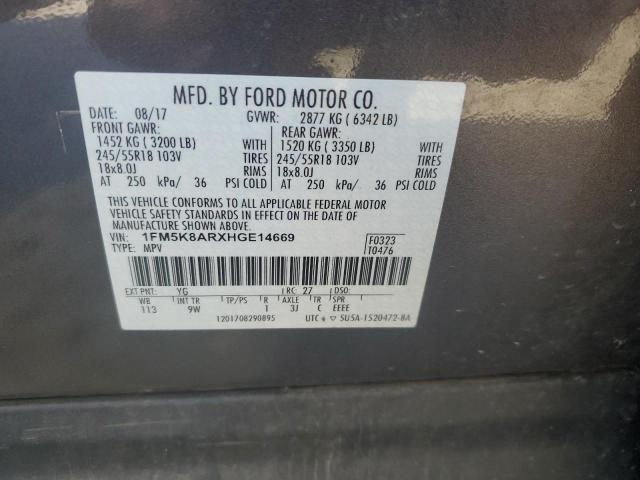 MFD. BY FORD MOTOR CO.
DATE: 08/17 GVWR: 2877 KG ( 6342 LB)
FRONT GAWR: REAR GAWR:
1452 KG ( 3200 LB) WITH 1520 KG ( 3350 LB) WITH
245/55R18 103V TIRES 245/55R18 103V TIRES
18x8.0J RIMS 18x8.0J RIMS
AT 250 kPa/ 36 PSI COLD AT 250 kPa/ 36 PSI COLD
THIS VEHICLE CONFORMS TO ALL APPLICABLE FEDERAL MOTOR
VEHICLE SAFETY STANDARDS IN EFFECT ON THE DATE OF
MANUFACTURE SHOWN ABOVE.
VIN: 1FM5K8ARXHGE14669 F0323
TYPE: MPV T0476
EXT PNT: YG RC: 27 DSO:
WB INT TR TP/PS R AXLE TR SPR
113 9W 1 3J C EEEE
1201708290895 UTC ▽ 5U5A-1520472-BA